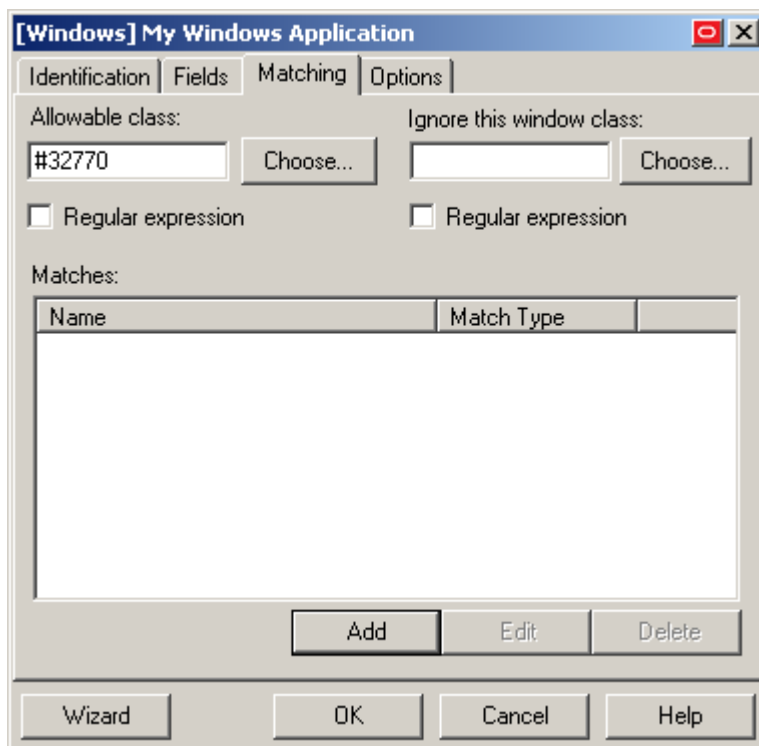 [Windows] My Windows Application
Identification Fields Matching Options
Allowable class: Ignore this window class:
#32770 Choose... Choose...
Regular expression Regular expression
Matches:
Name Match Type
Add Edit Delete
Wizard OK Cancel Help